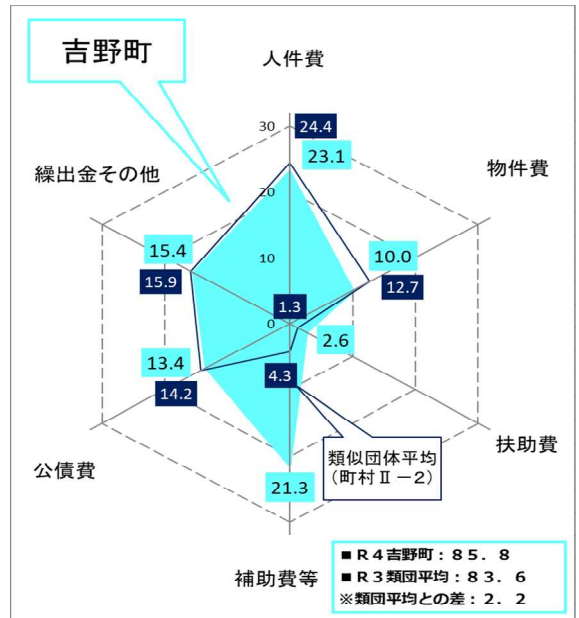 吉野町
人件費
30
24.4
23.1
物件費
繰出金その他
20
15.4
10.0
15.9
12.7
10
1.3
0
2.6
13.4
4.3
14.2
扶助費
類似団体平均
(町村Ⅱ－2)
公債費
21.3
補助費等
■R4吉野町：85．8
■R3類団平均：83．6
※類団平均との差：2．2